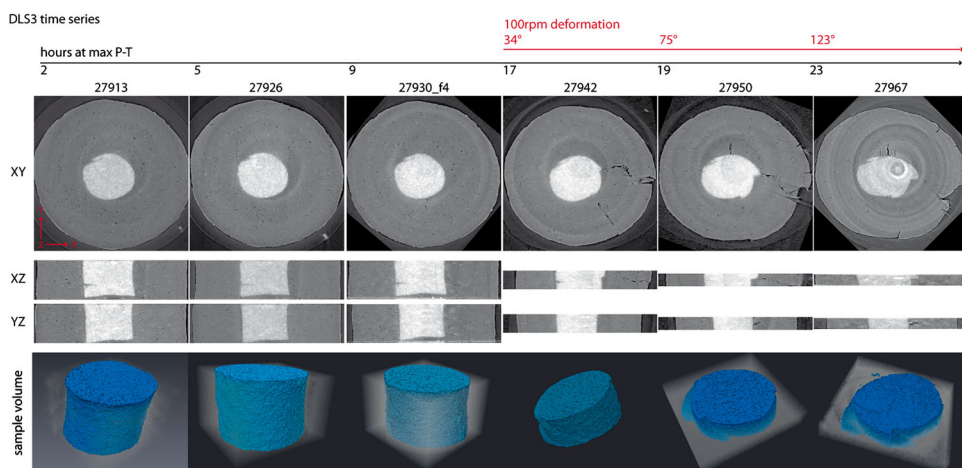 DLS3 time series
100rpm deformation
34° 75° 123°
hours at max P-T
2 5 9 17 19 23
27913 27926 27930_f4 27942 27950 27967
XY
XZ
YZ
sample volume